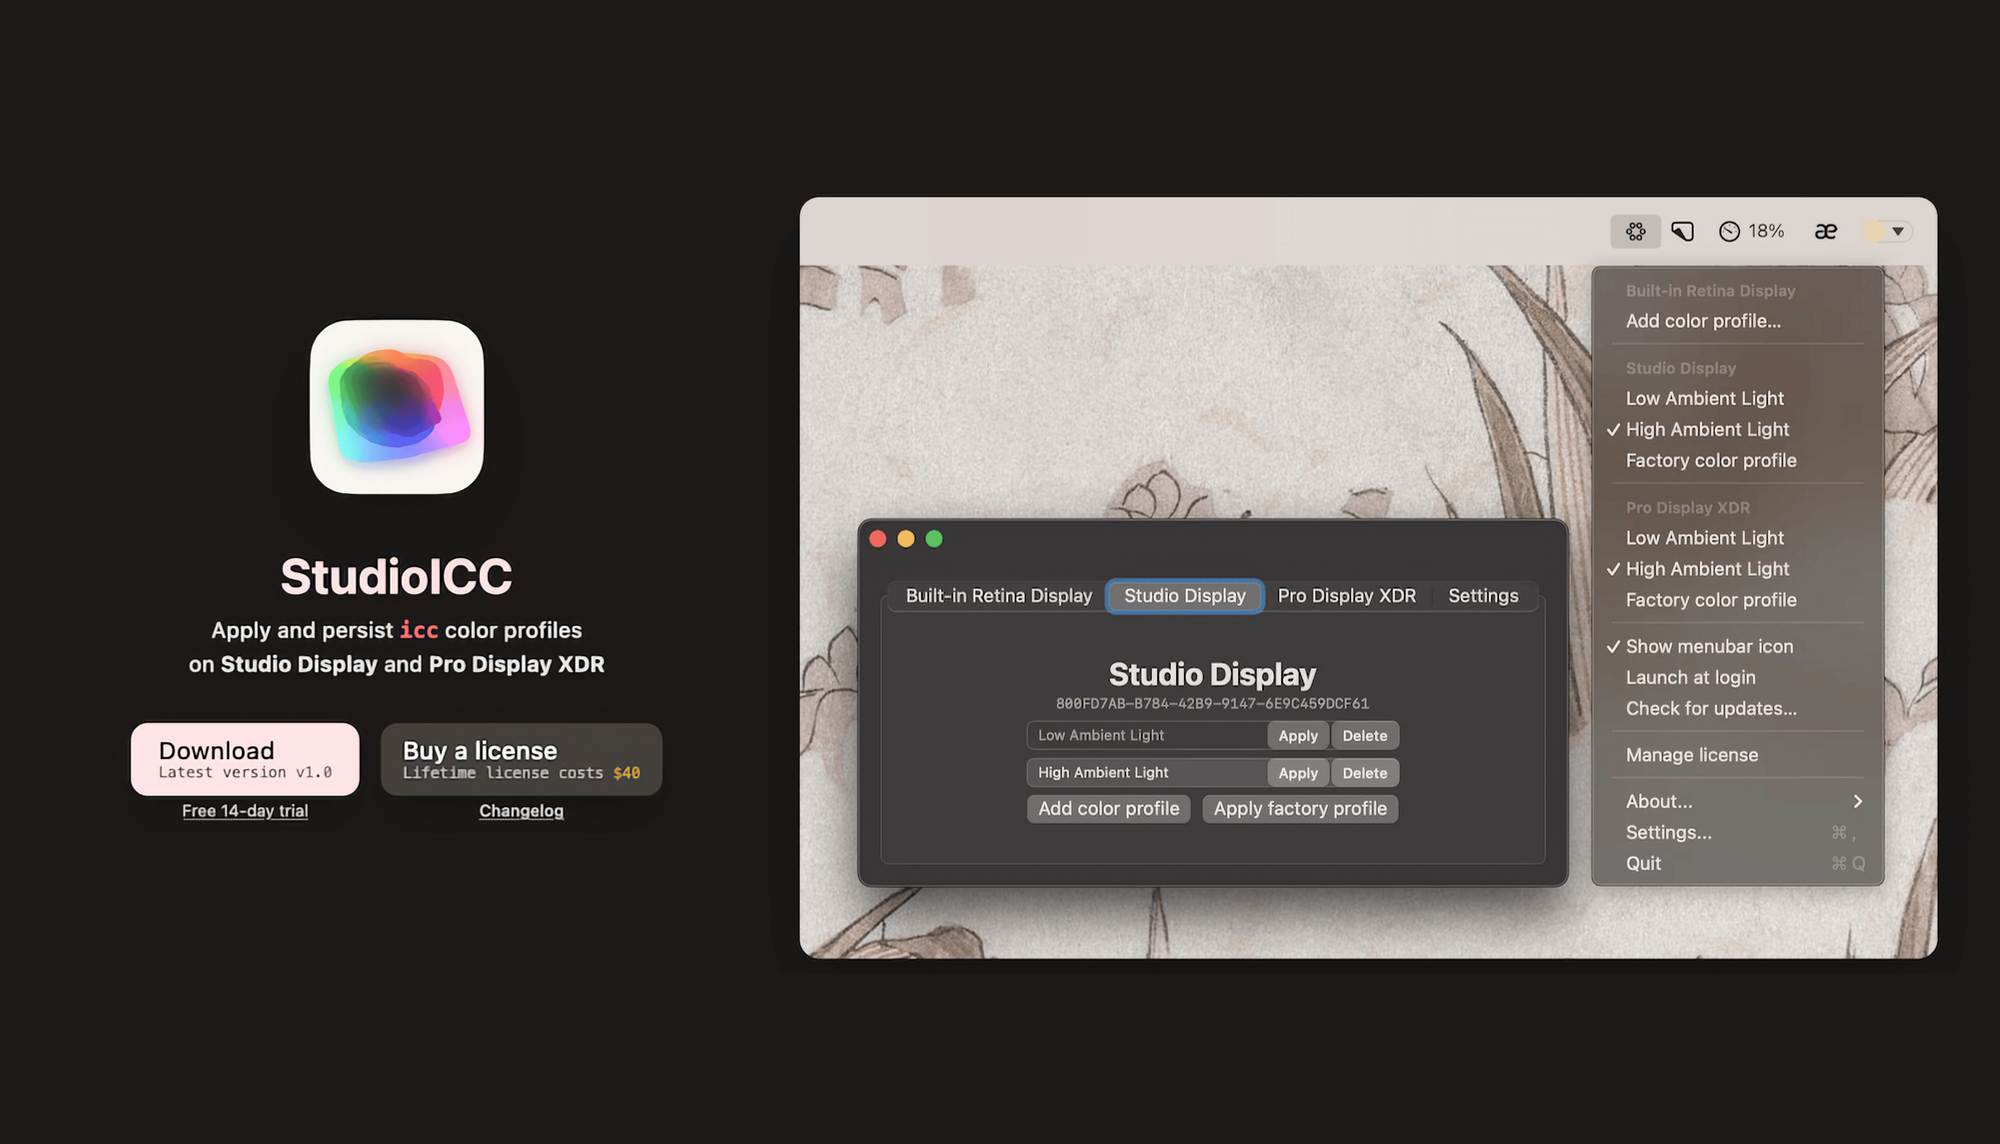 StudioICC
Apply and persist icc color profiles
on Studio Display and Pro Display XDR
Download
Latest version v1.0
Free 14-day trial
Buy a license
Lifetime license costs $40
Changelog
18%
æ
Built-in Retina Display
Studio Display
Pro Display XDR
Settings
Studio Display
800FD7AB-B784-42B9-9147-6E9C459DCF61
Low Ambient Light
Apply
Delete
High Ambient Light
Apply
Delete
Add color profile
Apply factory profile
Built-in Retina Display
Add color profile...
Studio Display
Low Ambient Light
✓ High Ambient Light
Factory color profile
Pro Display XDR
Low Ambient Light
✓ High Ambient Light
Factory color profile
✓ Show menubar icon
Launch at login
Check for updates...
Manage license
About...
Settings... ⌘ ,
Quit ⌘ Q